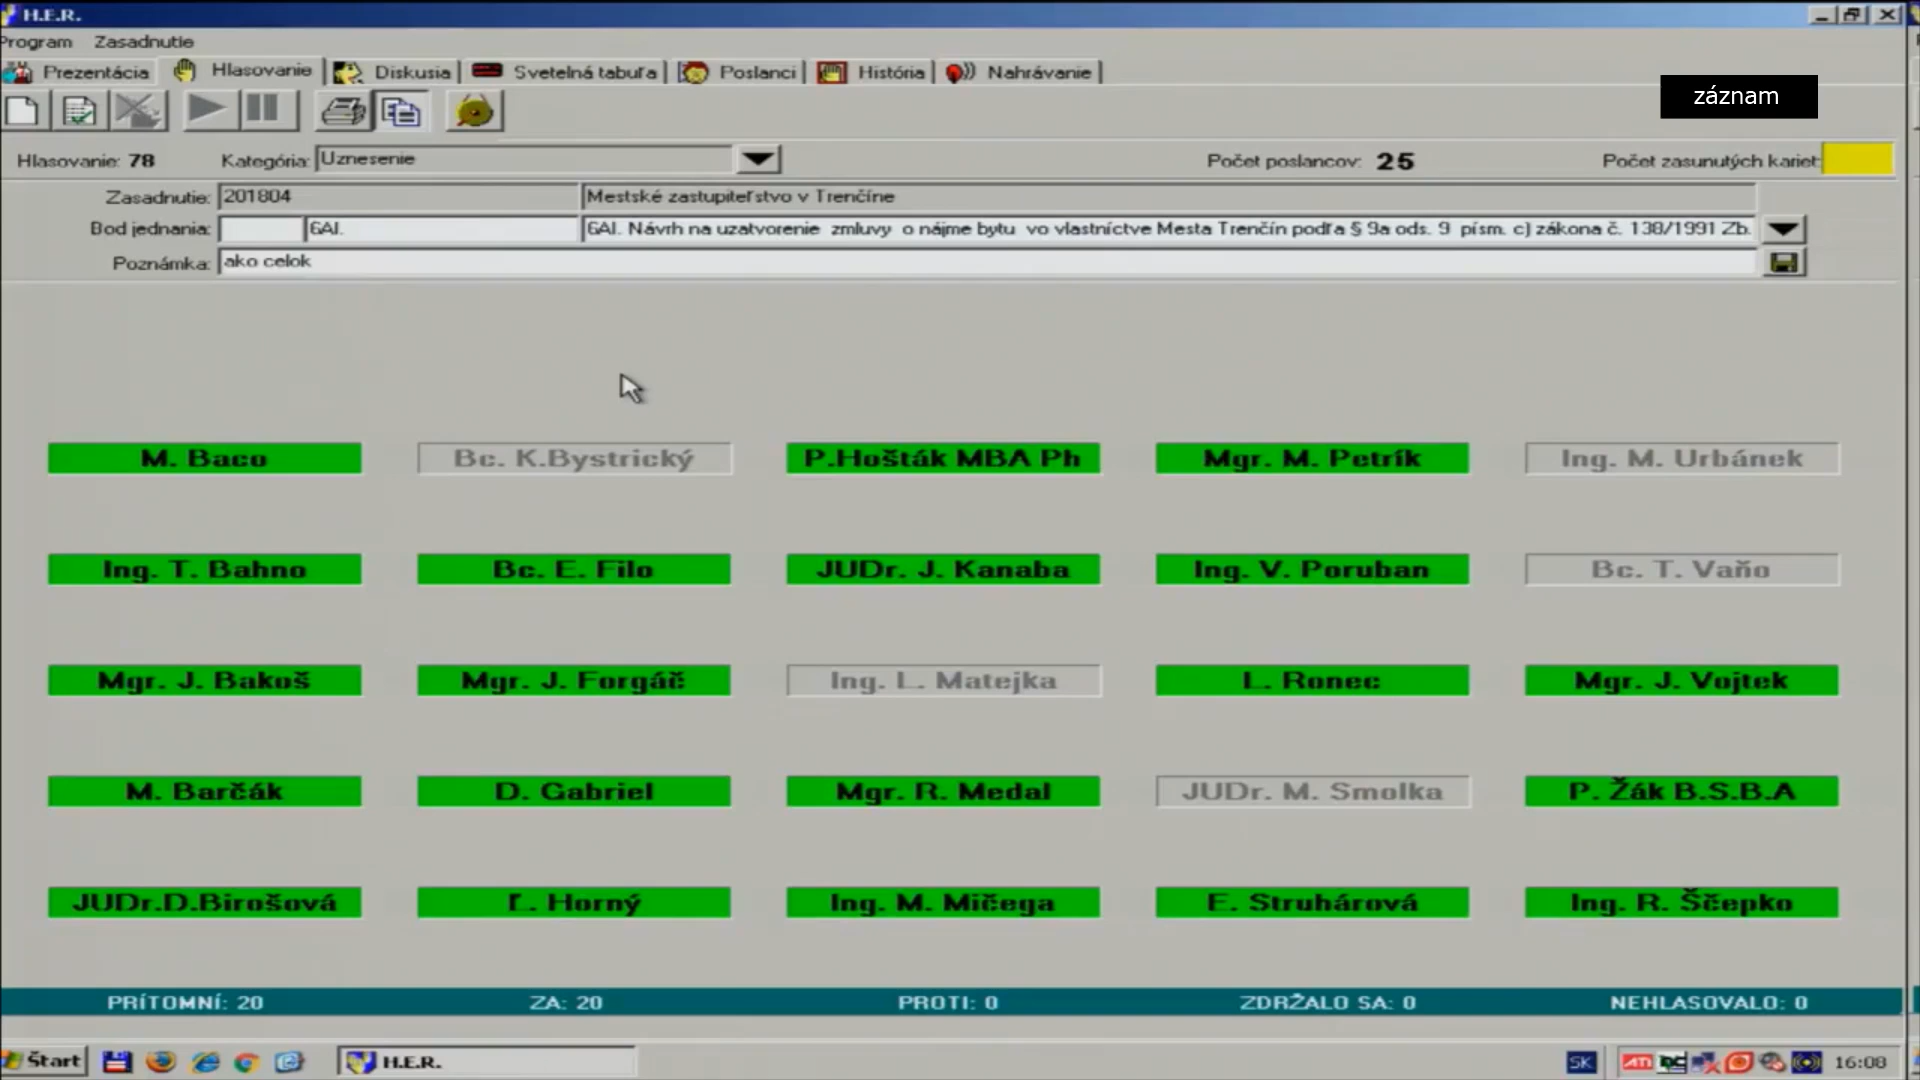 H.E.R.
Program Zasadnutie
Prezentácia Hlasovanie Diskusia Svetelná tabuľa Poslanci História Nahrávanie
záznam
Hlasovanie: 78 Kategória: Uznesenie Počet poslancov: 25 Počet zasunutých kariet:
Zasadnutie: 201804 Mestské zastupiteľstvo v Trenčíne
Bod jednania: 6AI. 6AI. Návrh na uzatvorenie zmluvy o nájme bytu vo vlastníctve Mesta Trenčín podľa § 9a ods. 9 písm. c) zákona č. 138/1991 Zb.
Poznámka: ako celok
M. Baco Bc. K.Bystrický P.Hošták MBA Ph Mgr. M. Petrík Ing. M. Urbánek
Ing. T. Bahno Bc. E. Filo JUDr. J. Kanaba Ing. V. Poruban Bc. T. Vaňo
Mgr. J. Bakoš Mgr. J. Forgáč Ing. L. Matejka L. Ronec Mgr. J. Vojtek
M. Barčák D. Gabriel Mgr. R. Medal JUDr. M. Smolka P. Žák B.S.B.A
JUDr.D.Birošová Ľ. Horný Ing. M. Mičega E. Struhárová Ing. R. Ščepko
PRÍTOMNÍ: 20 ZA: 20 PROTI: 0 ZDRŽALO SA: 0 NEHLASOVALO: 0
Štart H.E.R. SK ATI 16:08